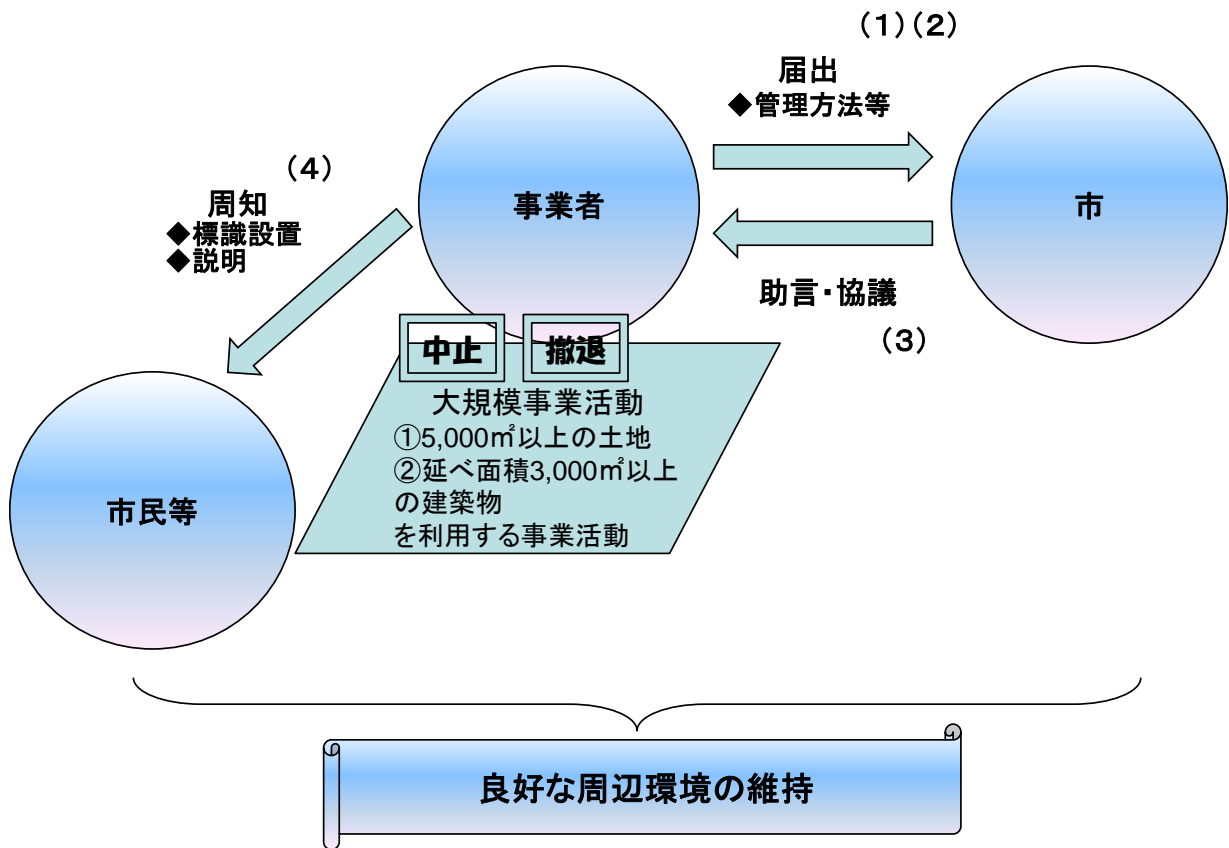 (1)(2)
届出
◆管理方法等
事業者
市
(4)
周知
◆標識設置
◆説明
助言・協議
(3)
中止
撤退
大規模事業活動
①5,000㎡以上の土地
②延べ面積3,000㎡以上
の建築物
を利用する事業活動
市民等
良好な周辺環境の維持